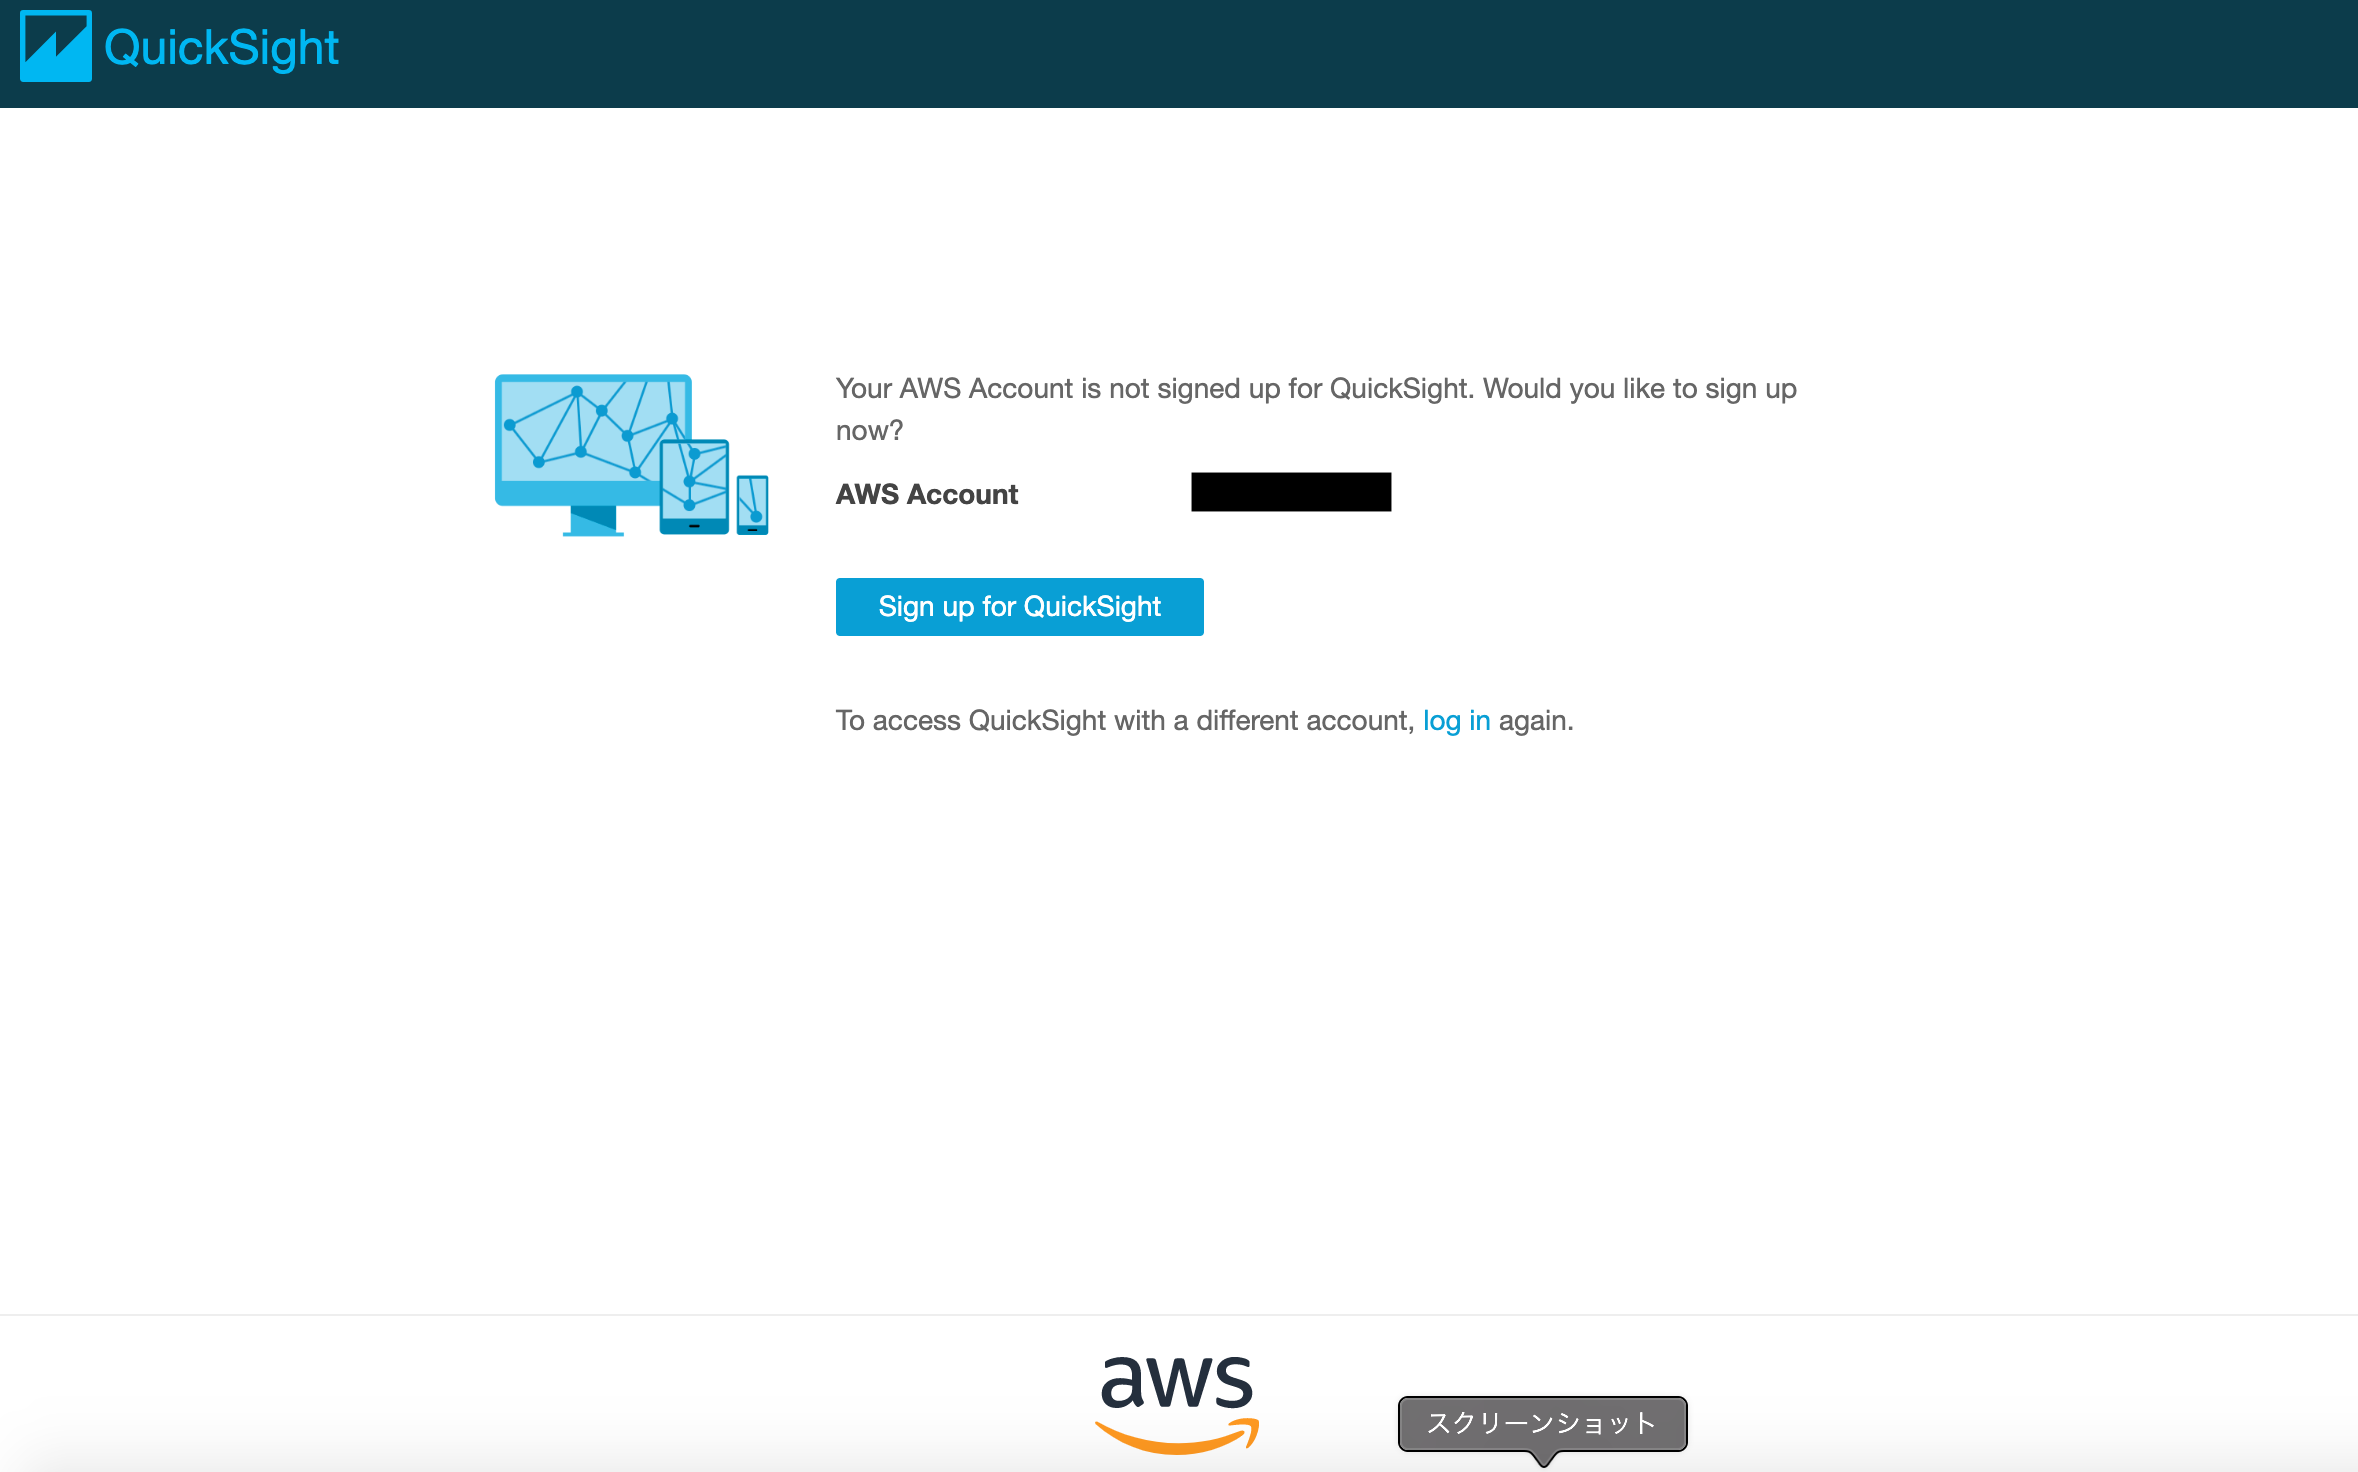 QuickSight
Your AWS Account is not signed up for QuickSight. Would you like to sign up
now?
AWS Account
Sign up for QuickSight
To access QuickSight with a different account, log in again.
aws
スクリーンショット